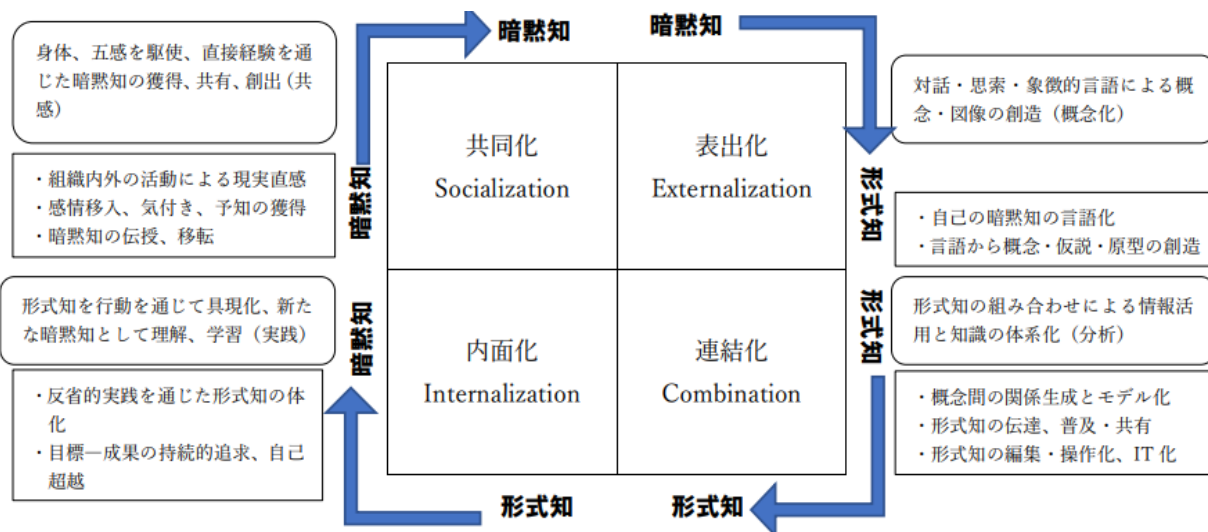 暗黙知
暗黙知
身体、五感を駆使、直接経験を通
じた暗黙知の獲得、共有、創出(共
感)
・組織内外の活動による現実直感
・感情移入、気付き、予知の獲得
・暗黙知の伝授、移転
暗黙知
共同化
Socialization
表出化
Externalization
形式知
対話・思索・象徴的言語による概
念・図像の創造(概念化)
・自己の暗黙知の言語化
・言語から概念・仮説・原型の創造
形式知を行動を通じて具現化、新た
な暗黙知として理解、学習(実践)
・反省的実践を通じた形式知の体
化
・目標―成果の持続的追求、自己
超越
暗黙知
内面化
Internalization
連結化
Combination
形式知
形式知の組み合わせによる情報活
用と知識の体系化(分析)
・概念間の関係生成とモデル化
・形式知の伝達、普及・共有
・形式知の編集・操作化、IT 化
形式知
形式知